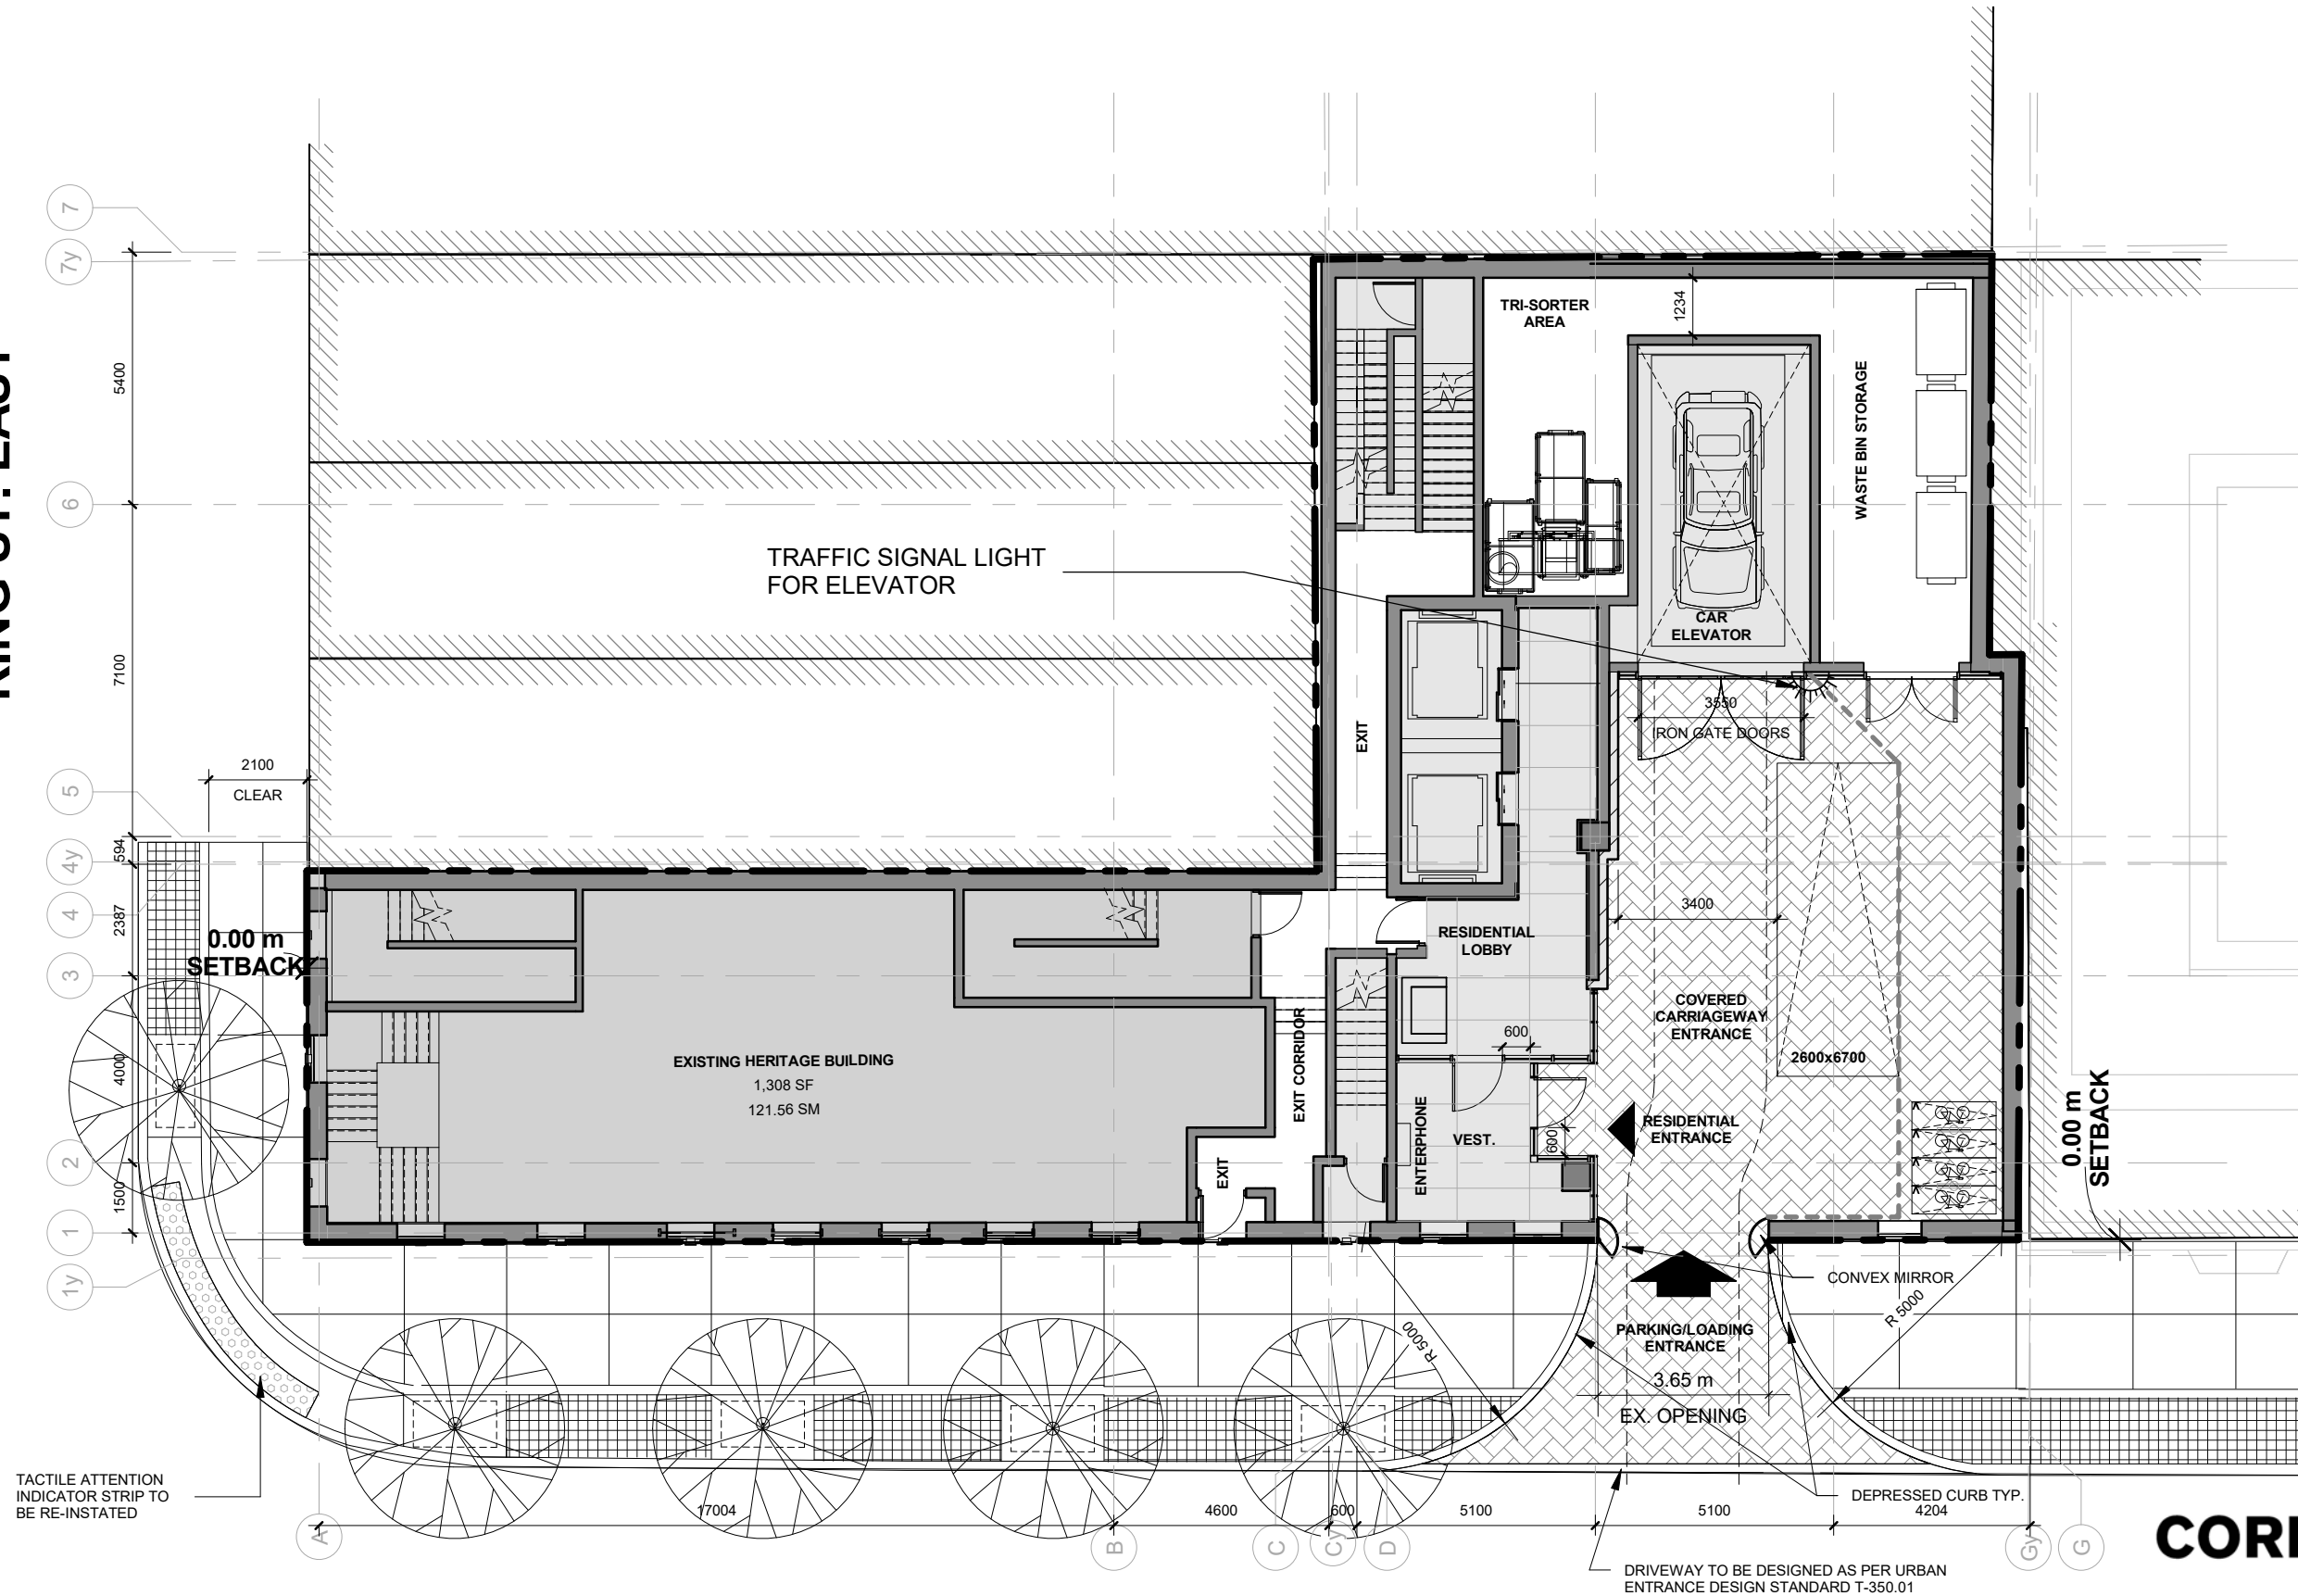 7
7y
TRI-SORTER
AREA
1234
5400
WASTE BIN STORAGE
6
TRAFFIC SIGNAL LIGHT
FOR ELEVATOR
CAR
ELEVATOR
7100
3550
IRON GATE DOORS
EXIT
2100
CLEAR
5
594
4y
4
2387
3400
0.00 m
SETBACK
RESIDENTIAL
LOBBY
3
COVERED
CARRIAGEWAY
ENTRANCE
600
EXIT CORRIDOR
EXISTING HERITAGE BUILDING
1,308 SF
121.56 SM
2600x6700
4000
0.00 m
SETBACK
ENTERPHONE
VEST.
600
RESIDENTIAL
ENTRANCE
2
EXIT
1500
1
1y
CONVEX MIRROR
R 5000
R 5000
PARKING/LOADING
ENTRANCE
3.65 m
EX. OPENING
TACTILE ATTENTION
INDICATOR STRIP TO
BE RE-INSTATED
DEPRESSED CURB TYP.
17004
4600
600
5100
5100
4204
A
B
C
Cy
D
Gy
G
DRIVEWAY TO BE DESIGNED AS PER URBAN
ENTRANCE DESIGN STANDARD T-350.01